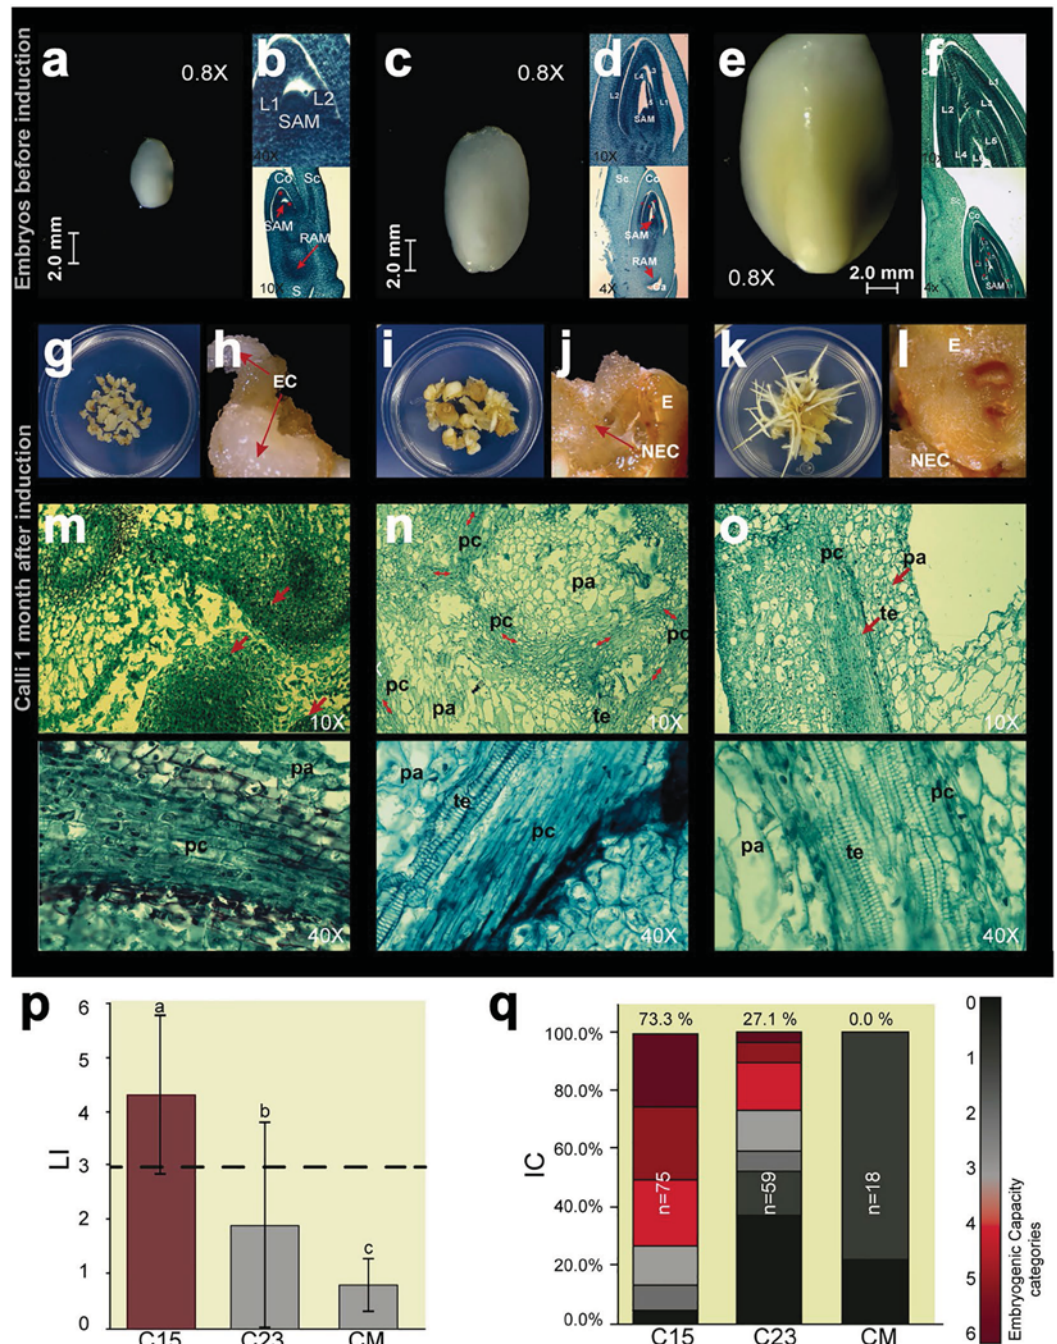 Embryos before induction
a
0.8X
2.0 mm
b
L1
L2
SAM
40X
Co
Sc
SAM
RAM
10X
S
c
0.8X
2.0 mm
d
L4
L3
L2
L1
SAM
10X
Sc
Co
SAM
RAM
Ca
4X
e
0.8X
2.0 mm
f
L1
L2
L3
L5
L4
10X
Sc
Co
SAM
4x
Calli 1 month after induction
g
h
EC
i
j
E
NEC
k
l
E
NEC
m
10X
pa
pc
40X
n
pc
pa
pc
pc
pc
pa
te
10X
pa
te
pc
40X
o
pc
pa
te
10X
pc
pa
te
40X
p
LI
6
5
4
3
2
1
0
a
b
c
C15
C23
CM
q
IC
73.3 %
27.1 %
0.0 %
100.0%
80.0%
60.0%
40.0%
20.0%
0.0%
n=75
n=59
n=18
C15
C23
CM
0
1
2
3
4
5
6
Embryogenic Capacity
categories